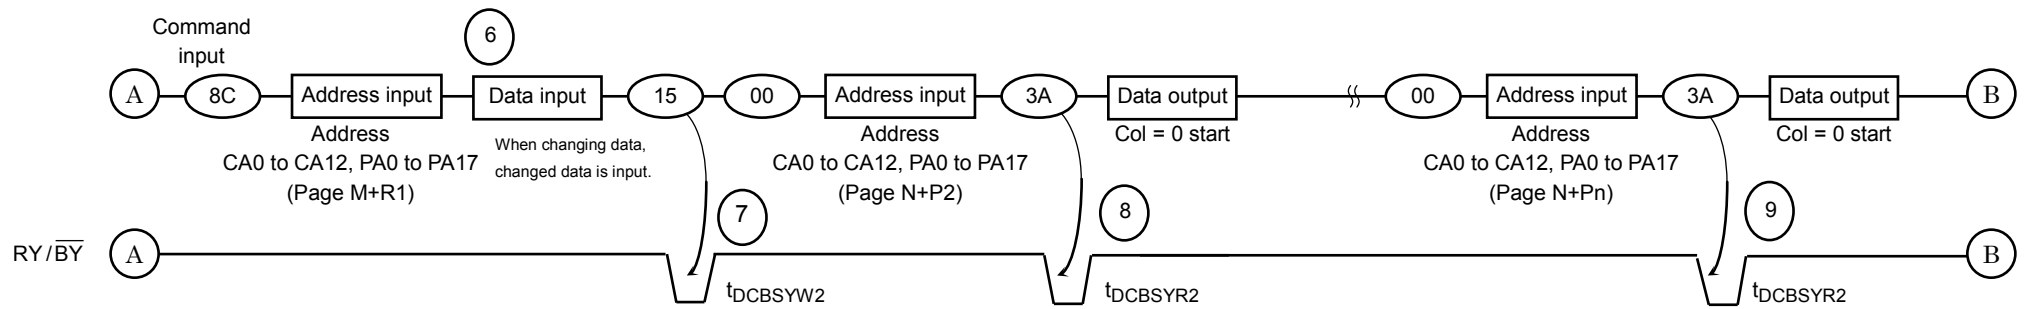 Command
input
6
A 8C Address input Data input 15 00 Address input 3A Data output 00 Address input 3A Data output B
Address
CA0 to CA12, PA0 to PA17
(Page M+R1)
When changing data,
changed data is input.
Address
CA0 to CA12, PA0 to PA17
(Page N+P2)
Col = 0 start
Address
CA0 to CA12, PA0 to PA17
(Page N+Pn)
Col = 0 start
7
8
9
RY/BY A B
tDCBSYW2
tDCBSYR2
tDCBSYR2